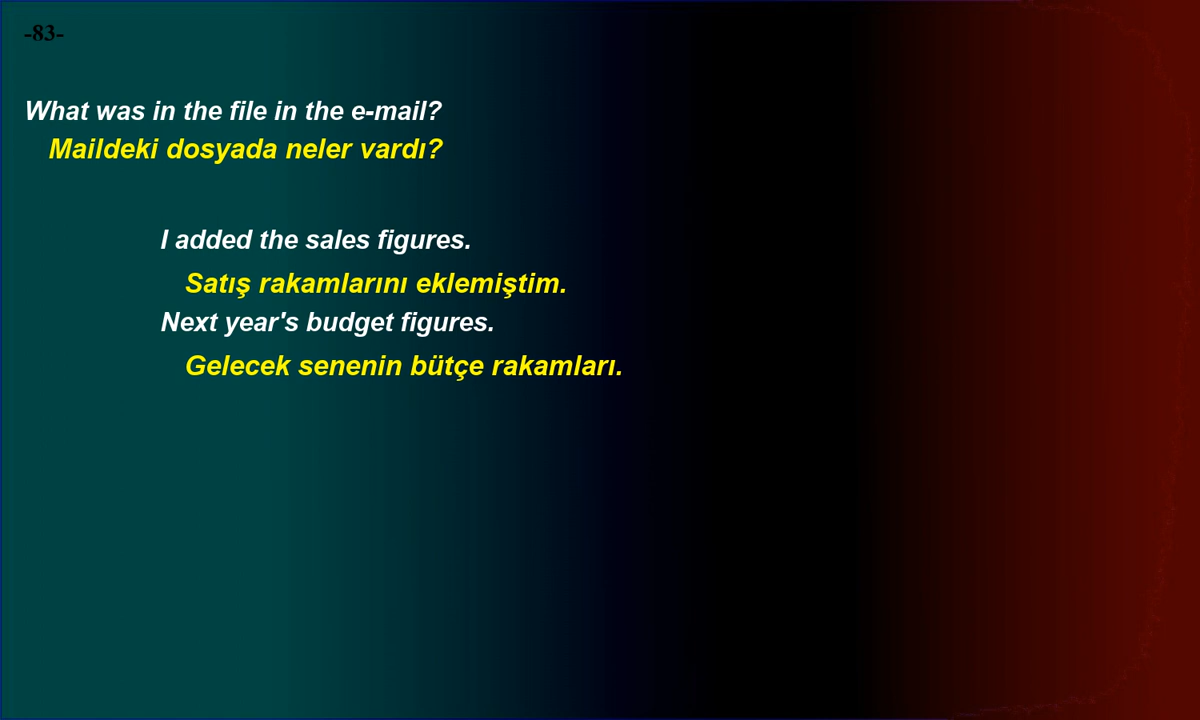 -83-
What was in the file in the e-mail?
Maildeki dosyada neler vardı?
I added the sales figures.
Satış rakamlarını eklemiştim.
Next year's budget figures.
Gelecek senenin bütçe rakamları.